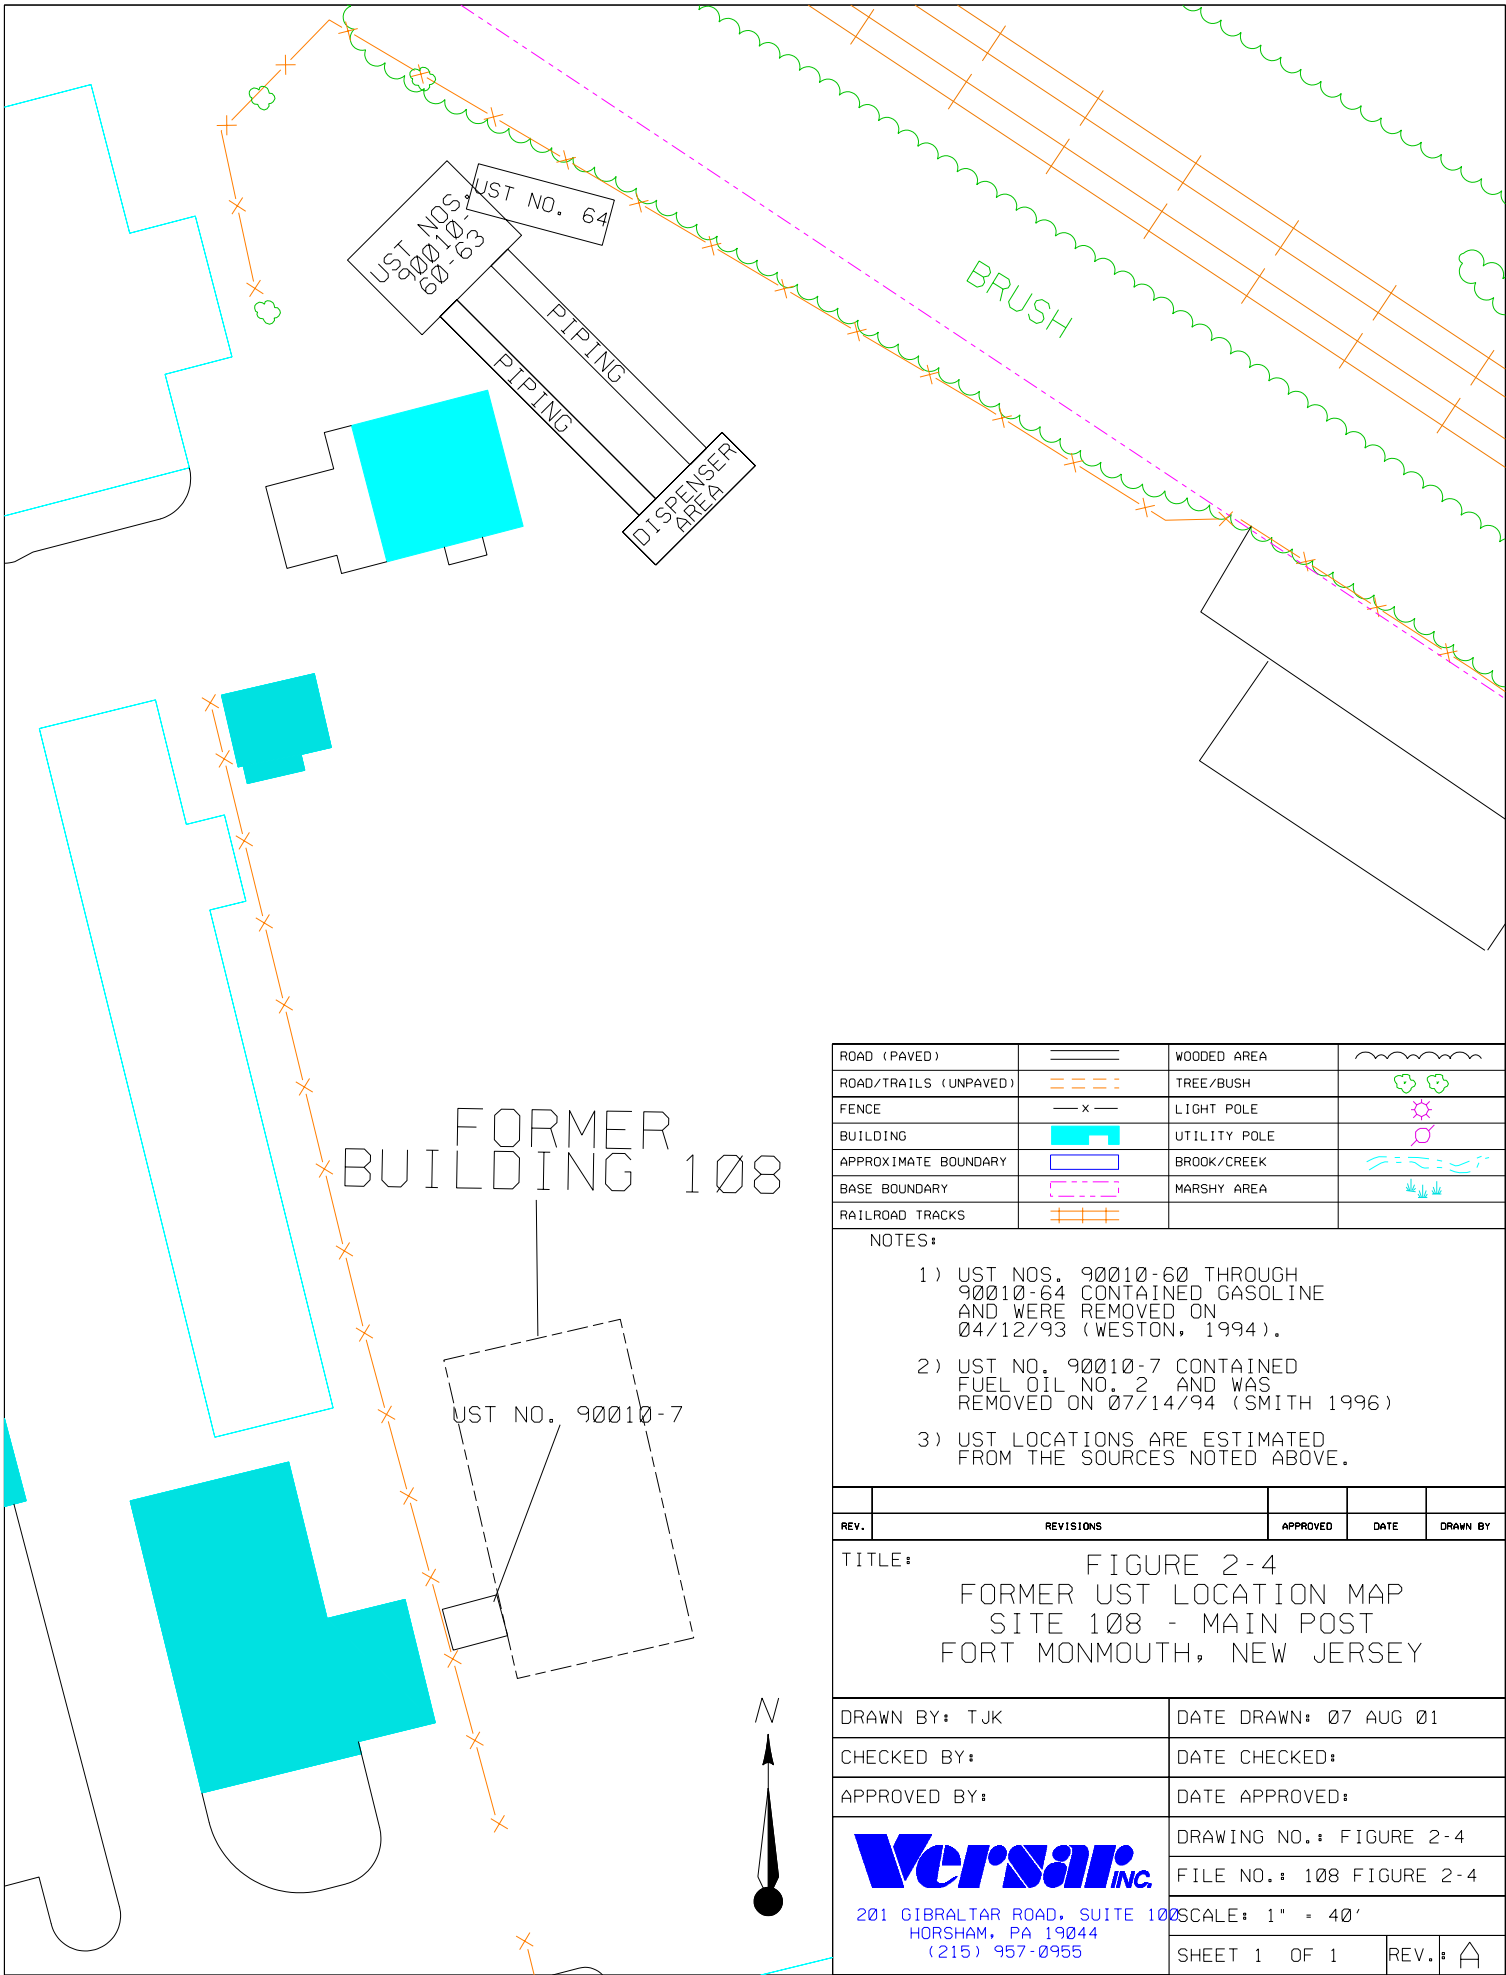 UST NOS.
90010-
60-63
UST NO. 64
PIPING
PIPING
DISPENSER
AREA
BRUSH
FORMER
BUILDING 108
UST NO. 90010-7
N
ROAD (PAVED)
WOODED AREA
ROAD/TRAILS (UNPAVED)
TREE/BUSH
FENCE
X
LIGHT POLE
BUILDING
UTILITY POLE
APPROXIMATE BOUNDARY
BROOK/CREEK
BASE BOUNDARY
MARSHY AREA
RAILROAD TRACKS
NOTES:
1) UST NOS. 90010-60 THROUGH
90010-64 CONTAINED GASOLINE
AND WERE REMOVED ON
04/12/93 (WESTON, 1994).
2) UST NO. 90010-7 CONTAINED
FUEL OIL NO. 2 AND WAS
REMOVED ON 07/14/94 (SMITH 1996)
3) UST LOCATIONS ARE ESTIMATED
FROM THE SOURCES NOTED ABOVE.
REV. REVISIONS APPROVED DATE DRAWN BY
TITLE: FIGURE 2-4
FORMER UST LOCATION MAP
SITE 108 - MAIN POST
FORT MONMOUTH, NEW JERSEY
DRAWN BY: TJK
DATE DRAWN: 07 AUG 01
CHECKED BY:
DATE CHECKED:
APPROVED BY:
DATE APPROVED:
Versar INC.
201 GIBRALTAR ROAD, SUITE 100
HORSHAM, PA 19044
(215) 957-0955
DRAWING NO.: FIGURE 2-4
FILE NO.: 108 FIGURE 2-4
SCALE: 1" = 40'
SHEET 1 OF 1
REV.: A